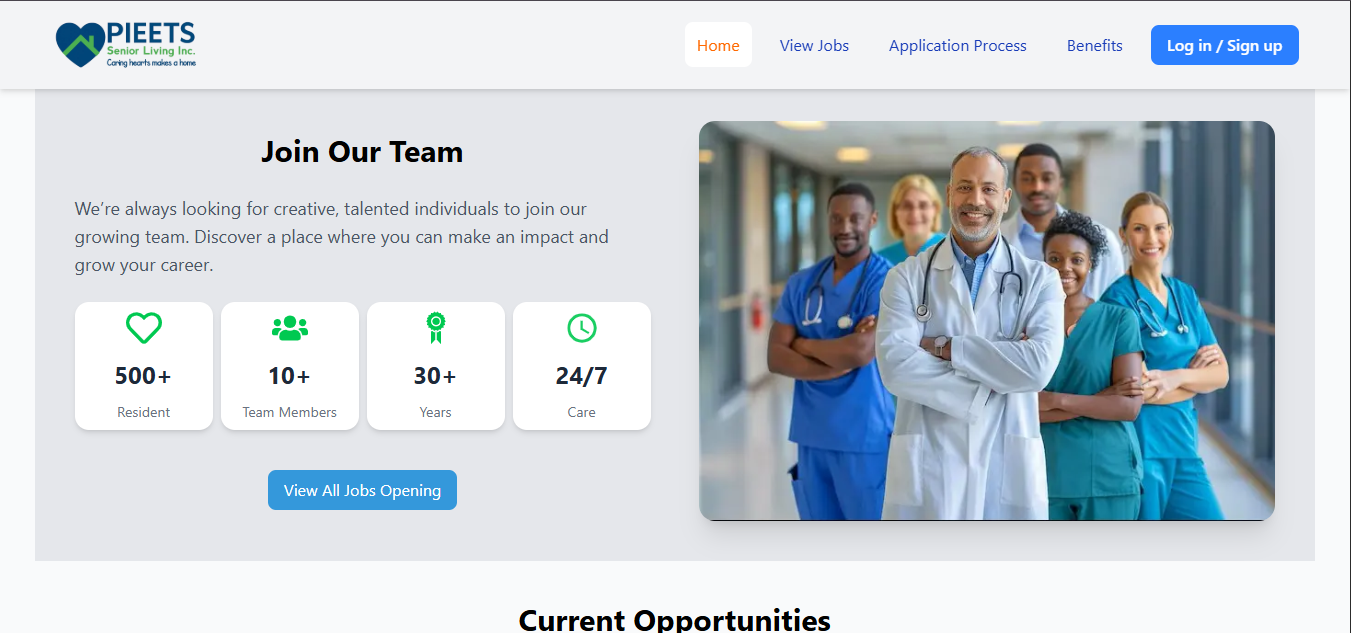 PIEETS
Senior Living Inc.
Caring hearts makes a home
Home
View Jobs
Application Process
Benefits
Log in / Sign up
Join Our Team
We’re always looking for creative, talented individuals to join our
growing team. Discover a place where you can make an impact and
grow your career.
500+
Resident
10+
Team Members
30+
Years
24/7
Care
View All Jobs Opening
Current Opportunities